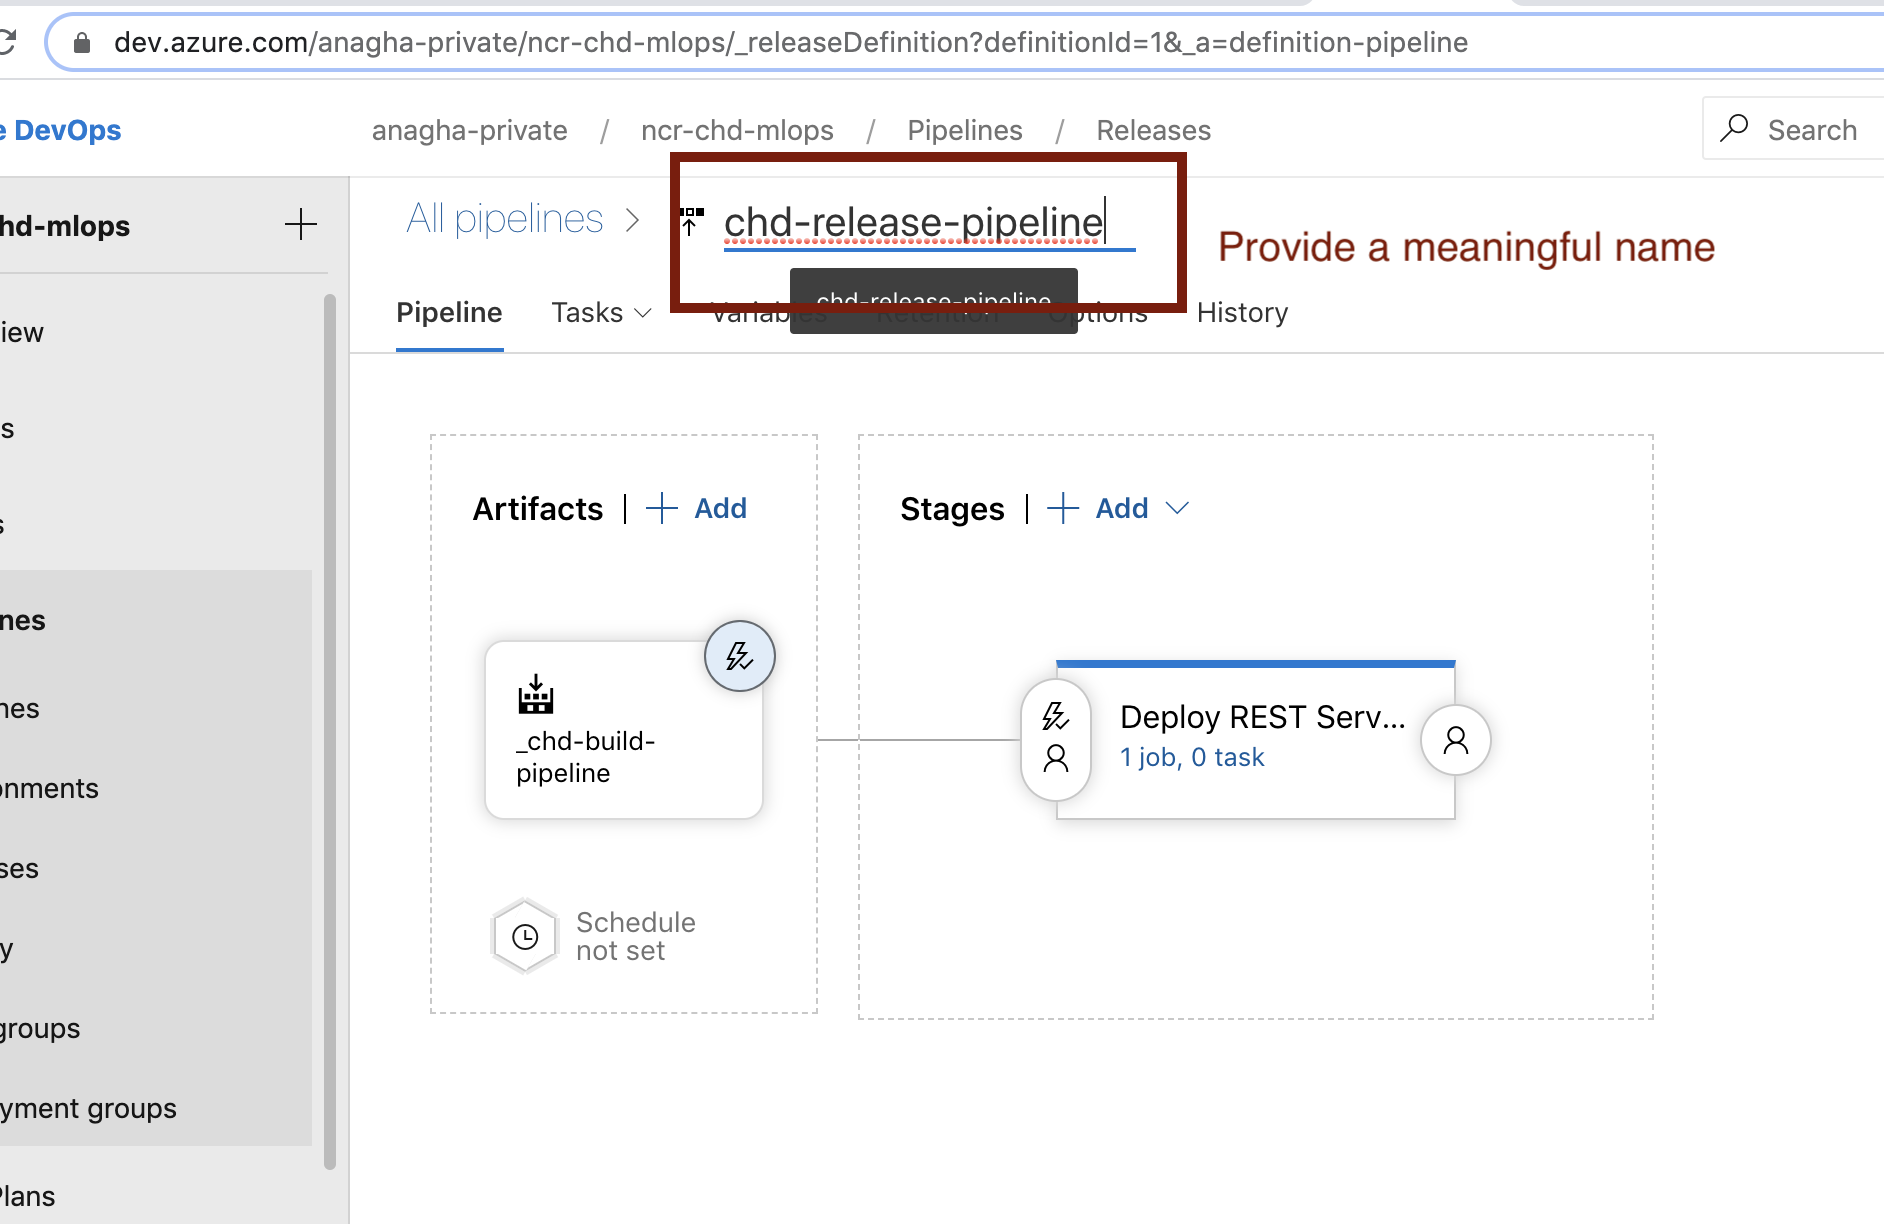 dev.azure.com/anagha-private/ncr-chd-mlops/_releaseDefinition?definitionId=1&_a=definition-pipeline
e DevOps
anagha-private / ncr-chd-mlops / Pipelines / Releases
Search
hd-mlops
All pipelines > chd-release-pipeline
Provide a meaningful name
chd-release-pipeline
Pipeline Tasks Variables Retention Options History
iew
s
s
nes
nes
onments
ses
y
groups
yment groups
Plans
Artifacts | + Add
Stages | + Add
_chd-build-
pipeline
Deploy REST Serv...
1 job, 0 task
Schedule
not set